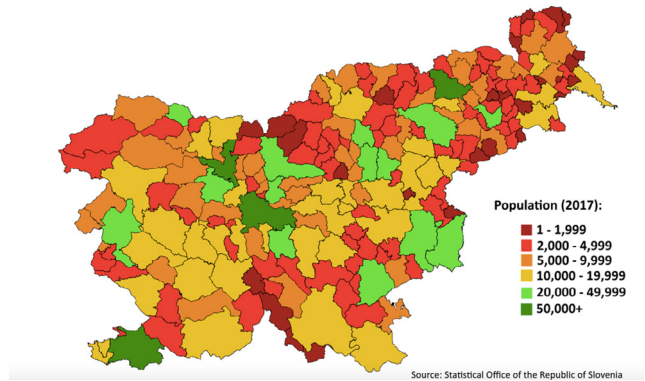 Population (2017):
1 - 1,999
2,000 - 4,999
5,000 - 9,999
10,000 - 19,999
20,000 - 49,999
50,000+
Source: Statistical Office of the Republic of Slovenia